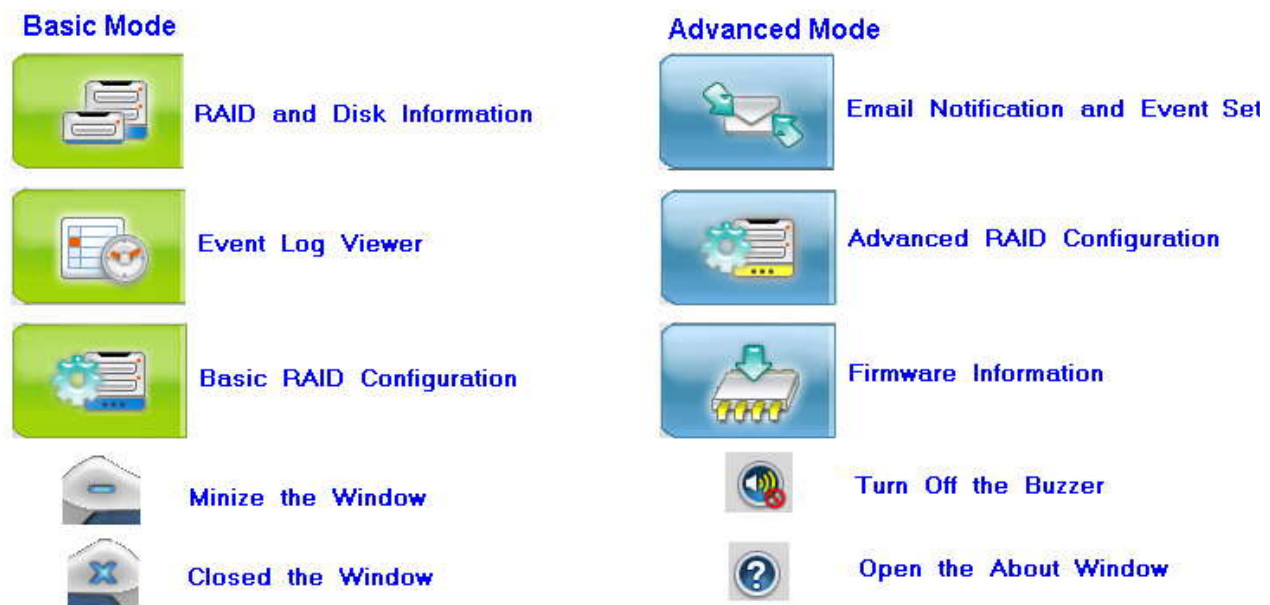 Basic Mode
RAID and Disk Information
Event Log Viewer
Basic RAID Configuration
Minize the Window
Closed the Window
Advanced Mode
Email Notification and Event Set
Advanced RAID Configuration
Firmware Information
Turn Off the Buzzer
Open the About Window